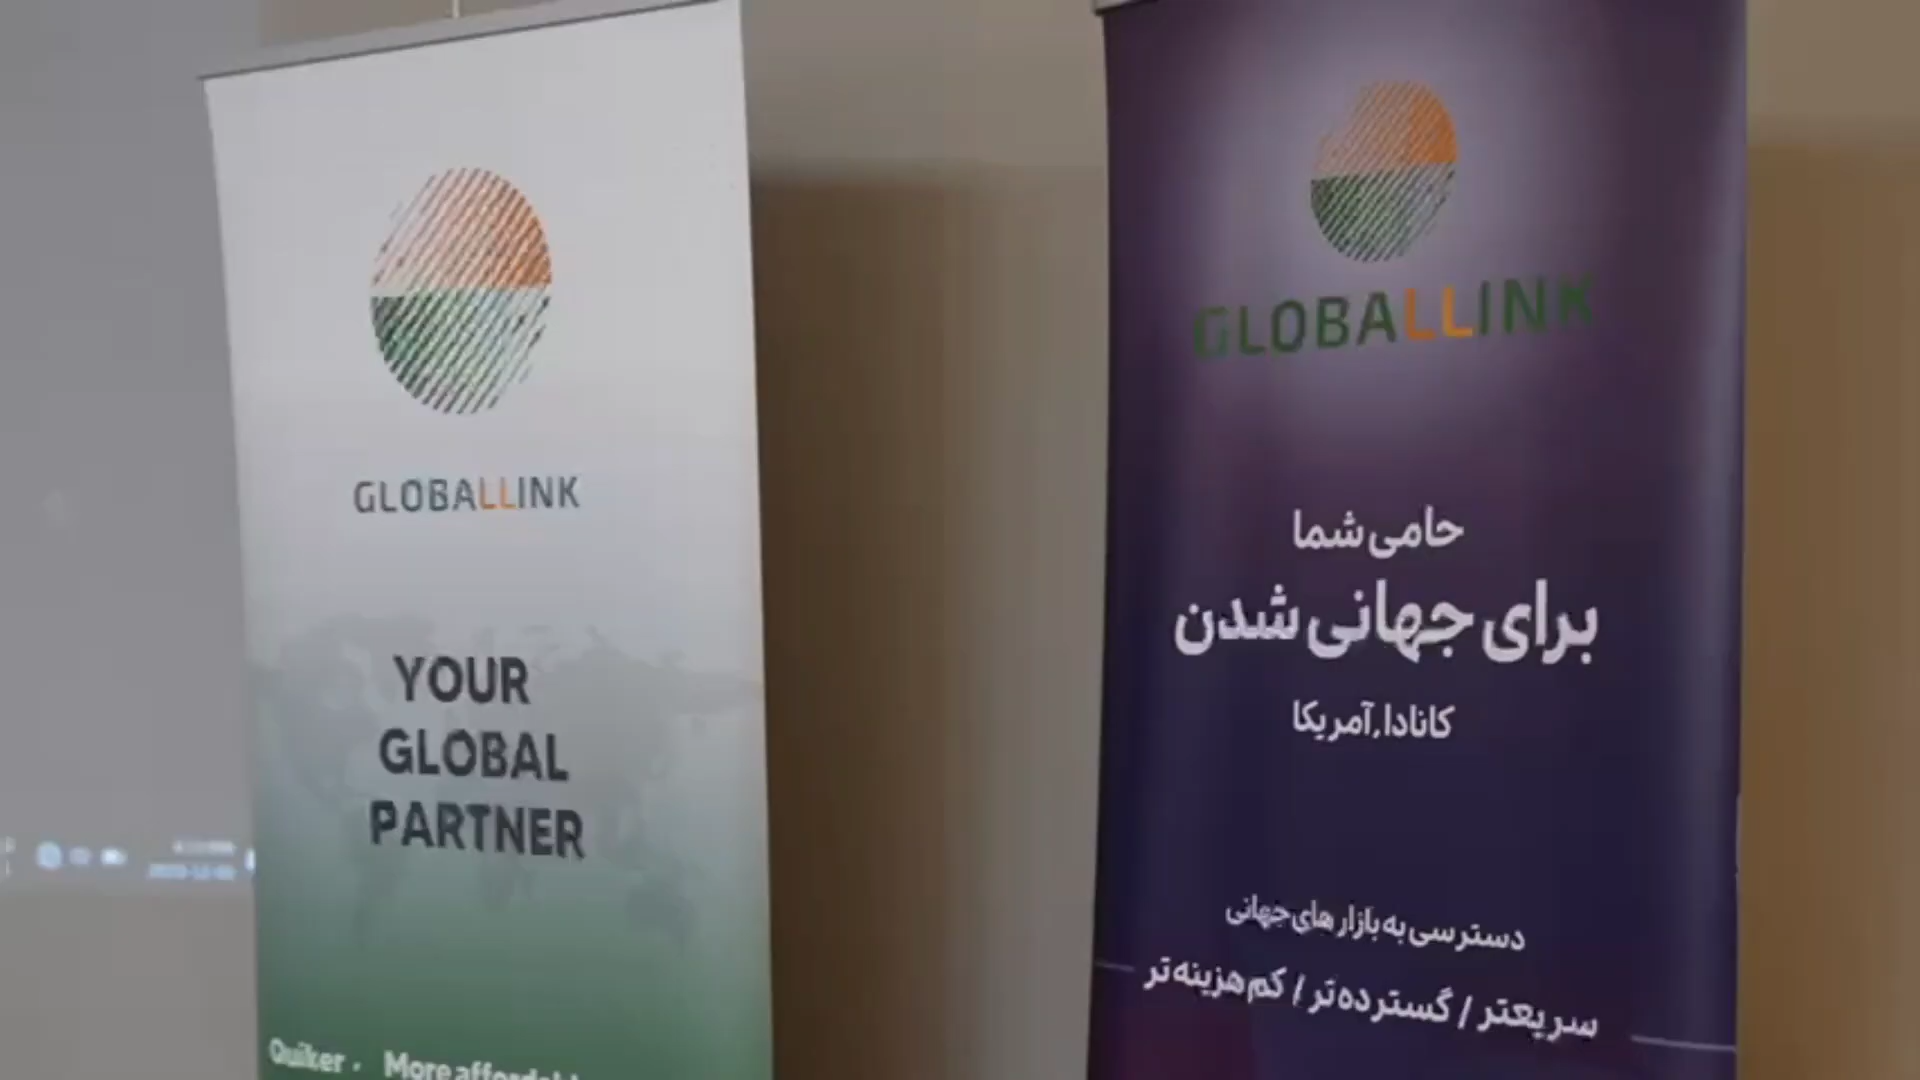 GLOBALLINK
YOUR
GLOBAL
PARTNER
Quiker .
GLOBALLINK
حامی شما
برای جهانی شدن
کانادا,آمریکا
دسترسی به بازار های جهانی
سریعتر / گسترده تر / کم هزینه تر